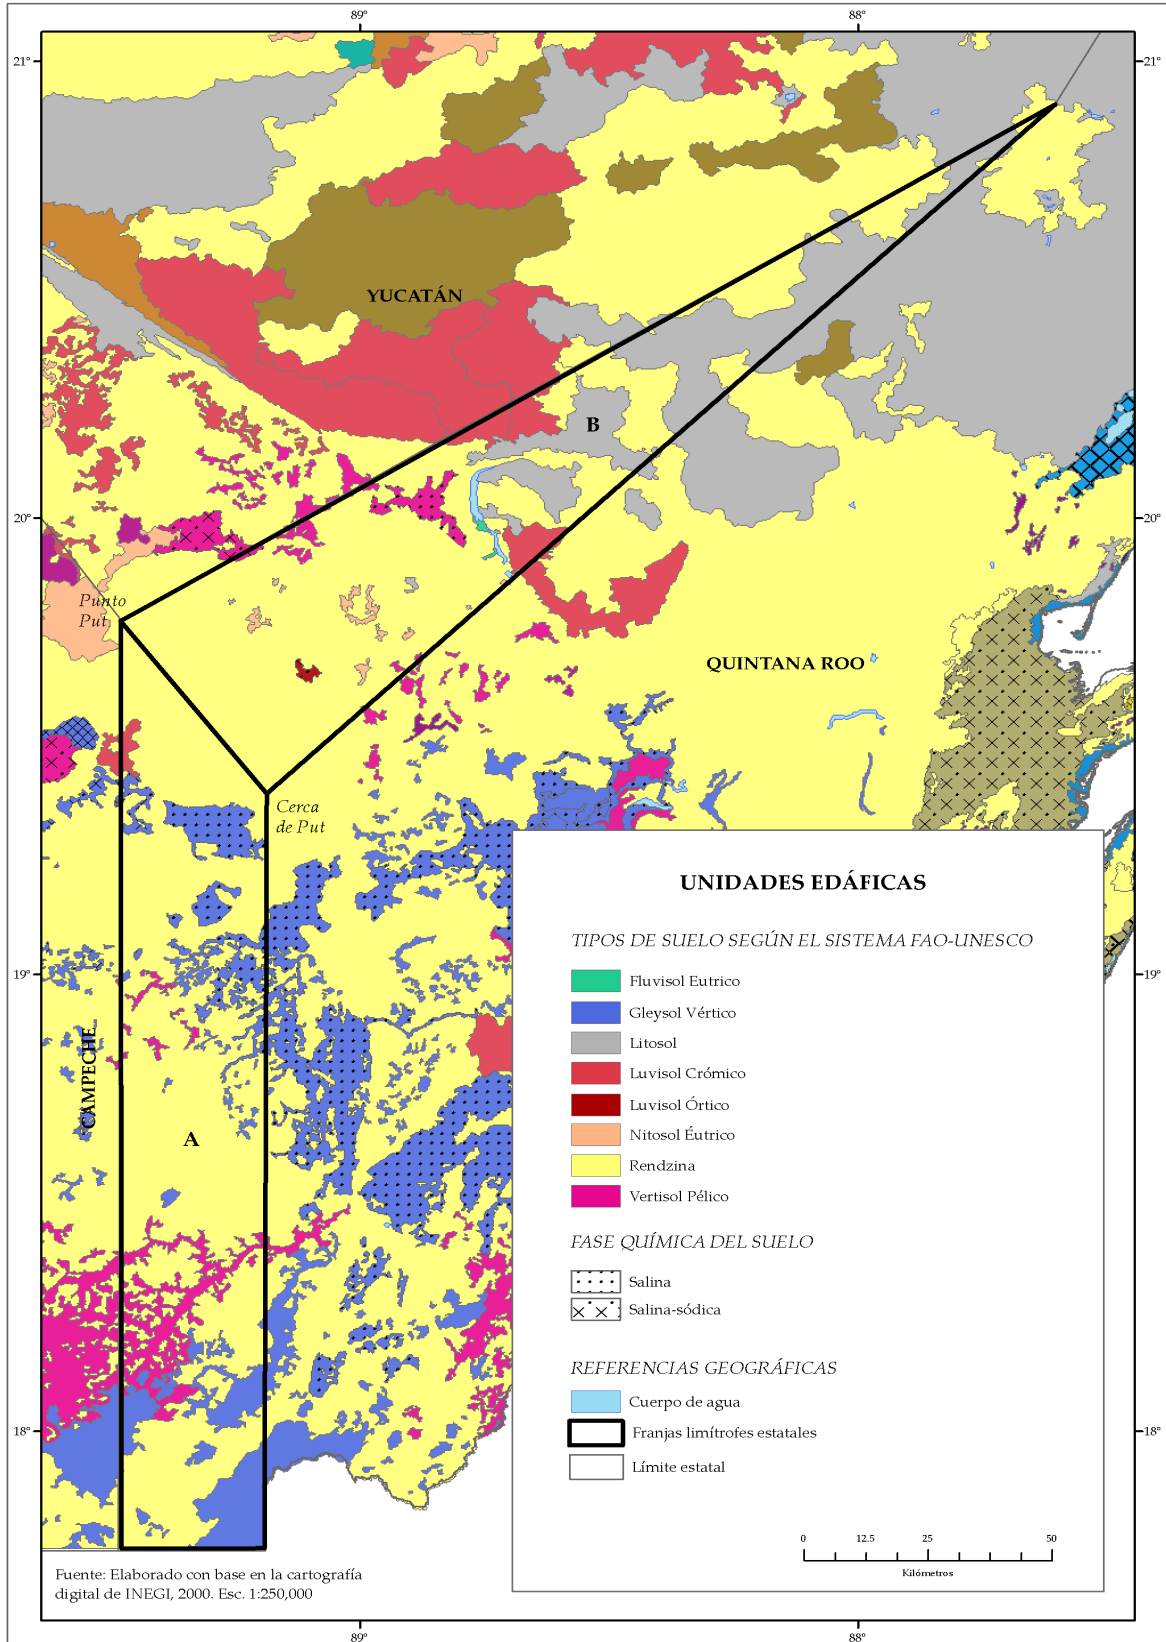 89°
88°
21°
21°
YUCATÁN
B
20°
20°
Punto
Put
QUINTANA ROO
Cerca
de Put
CAMPECHE
A
19°
19°
18°
18°
UNIDADES EDÁFICAS
TIPOS DE SUELO SEGÚN EL SISTEMA FAO-UNESCO
Fluvisol Eutrico
Gleysol Vértico
Litosol
Luvisol Crómico
Luvisol Órtico
Nitosol Éutrico
Rendzina
Vertisol Pélico
FASE QUÍMICA DEL SUELO
Salina
Salina-sódica
REFERENCIAS GEOGRÁFICAS
Cuerpo de agua
Franjas limítrofes estatales
Límite estatal
0 12.5 25 50
Kilómetros
Fuente: Elaborado con base en la cartografía
digital de INEGI, 2000. Esc. 1:250,000
89°
88°